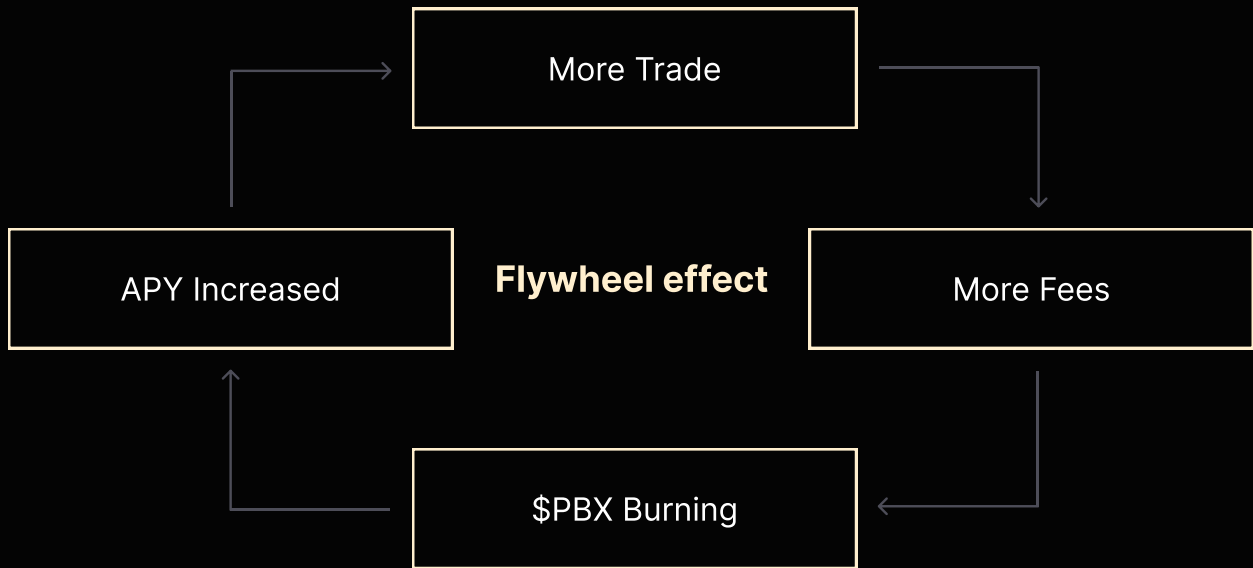 More Trade
APY Increased
Flywheel effect
More Fees
$PBX Burning